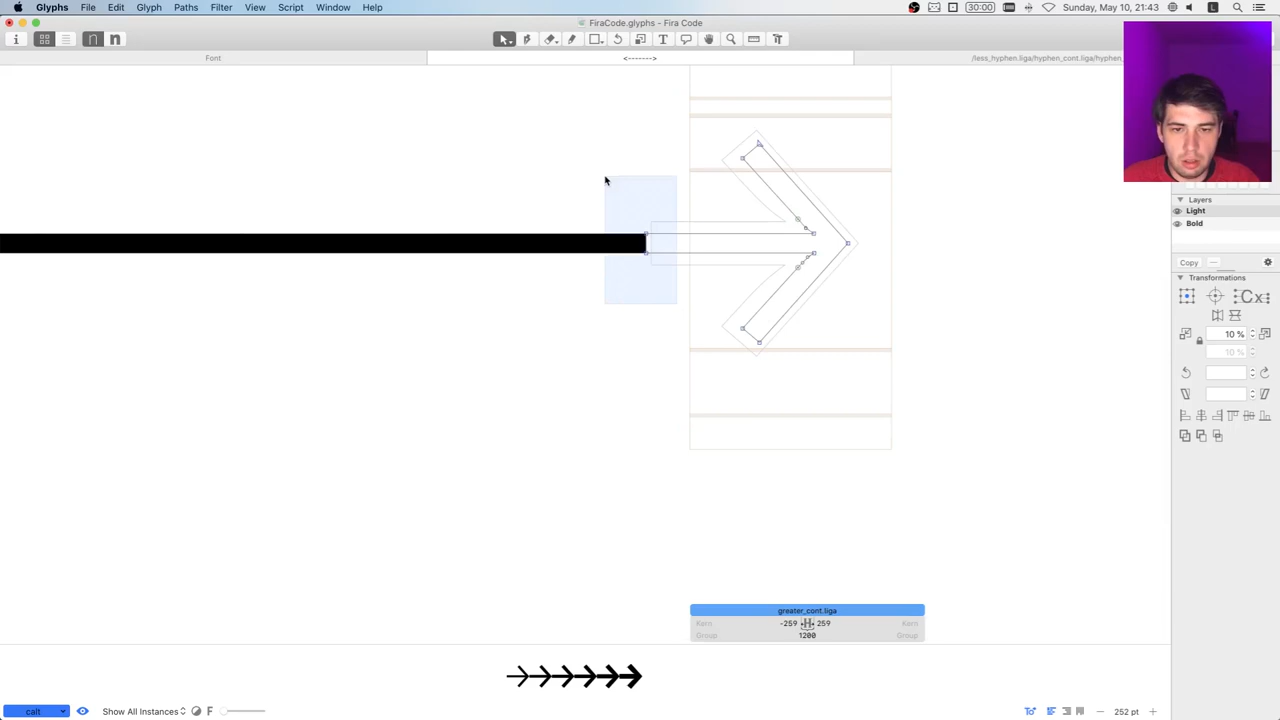 Glyphs File Edit Glyph Paths Filter View Script Window Help 30:00 L Sunday, May 10, 21:43
FiraCode.glyphs - Fira Code
Font <-------> /less_hyphen.liga/hyphen_cont.liga/hyphen_
Layers
Light
Bold
Copy
Transformations
10 %
10 %
greater_cont.liga
Kern -259 H 259 Kern
Group 1200 Group
calt Show All Instances F 252 pt